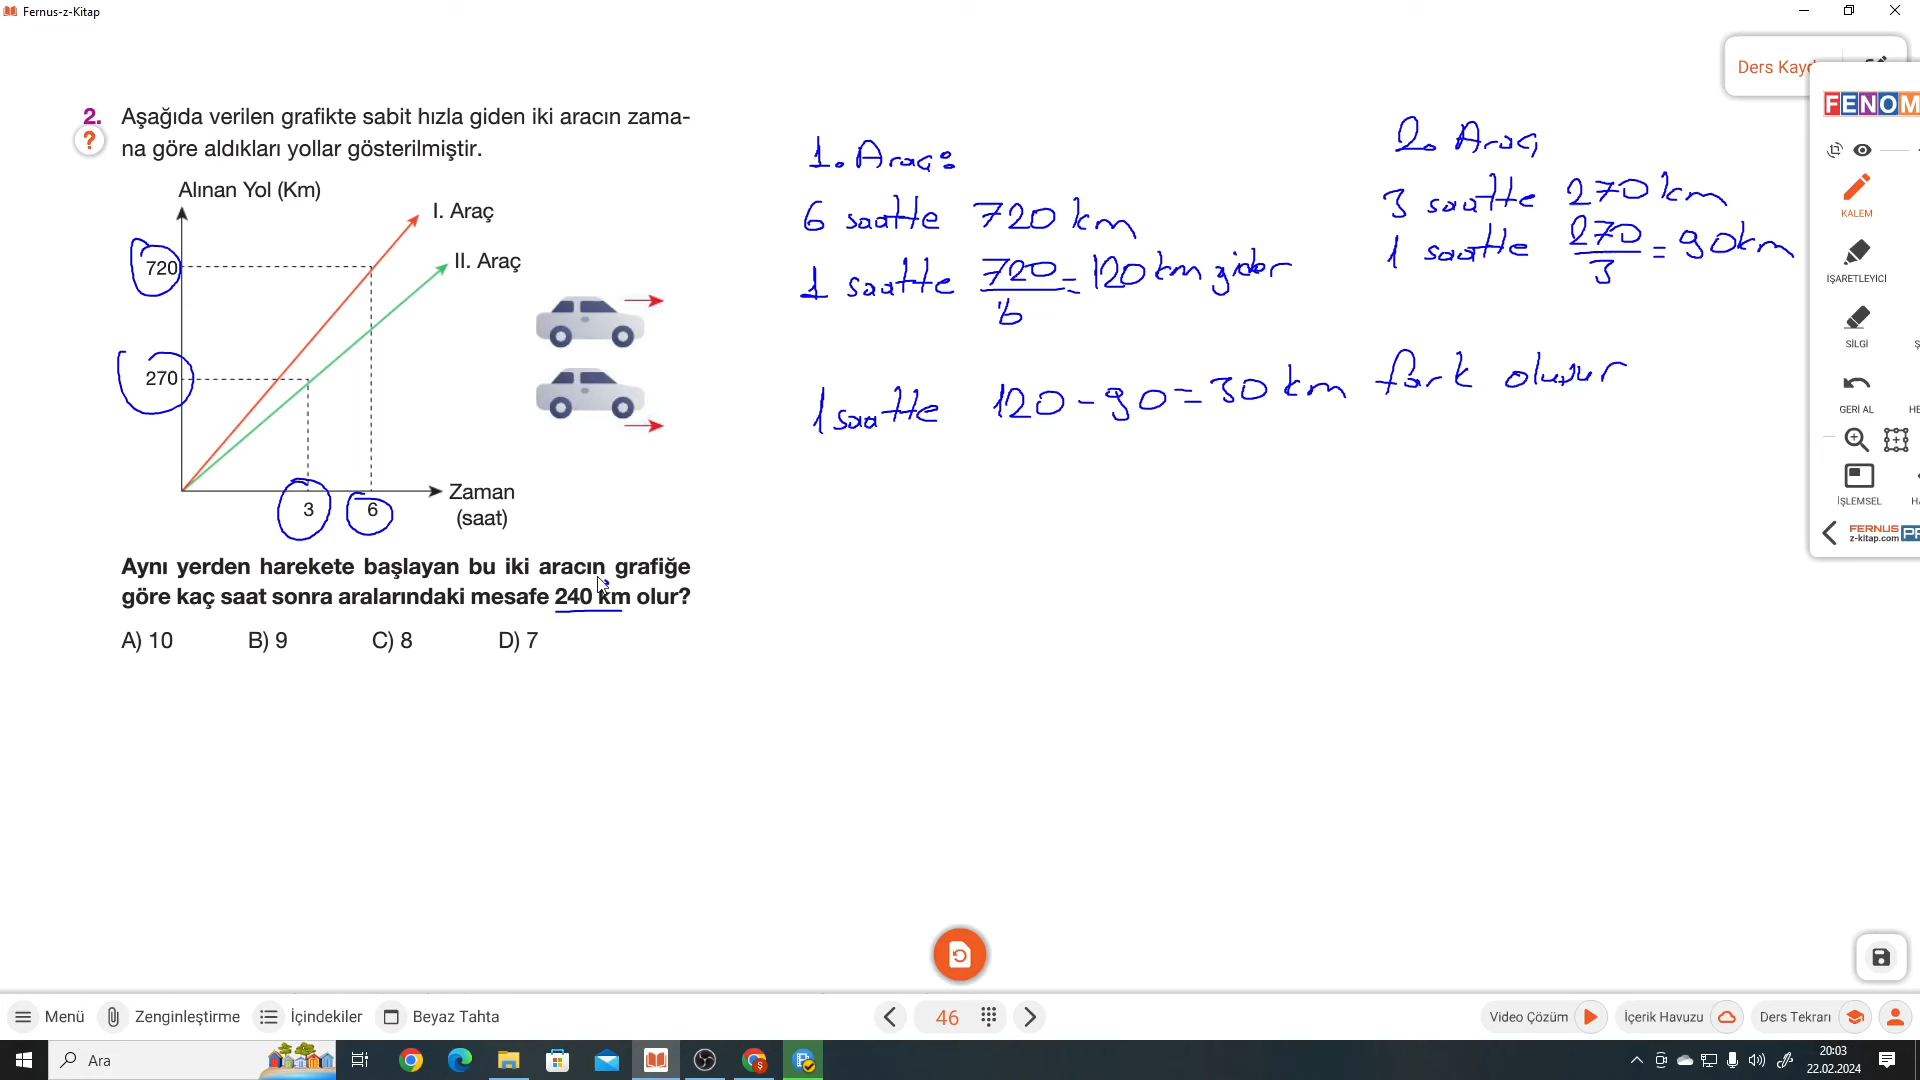 Fernus-z-Kitap
Ders Kayd
2. Aşağıda verilen grafikte sabit hızla giden iki aracın zama-
? na göre aldıkları yollar gösterilmiştir.
Alınan Yol (Km)
I. Araç
II. Araç
720
270
3
6
Zaman
(saat)
Aynı yerden harekete başlayan bu iki aracın grafiğe
göre kaç saat sonra aralarındaki mesafe 240 km olur?
A) 10 B) 9 C) 8 D) 7
1. Araç:
6 saatte 720 km
1 saatte 720/6 = 120 km gider
2. Araç
3 saatte 270 km
1 saatte 270/3 = 90km
1 saatte 120 - 90 = 30 km fark oluşur
FENOM
KALEM
İŞARETLEYİCİ
SİLGİ
GERİ AL
İŞLEMSEL
FERNUS
z-kitap.com
Menü Zenginleştirme İçindekiler Beyaz Tahta 46 Video Çözüm İçerik Havuzu Ders Tekrarı
Ara
20:03
22.02.2024